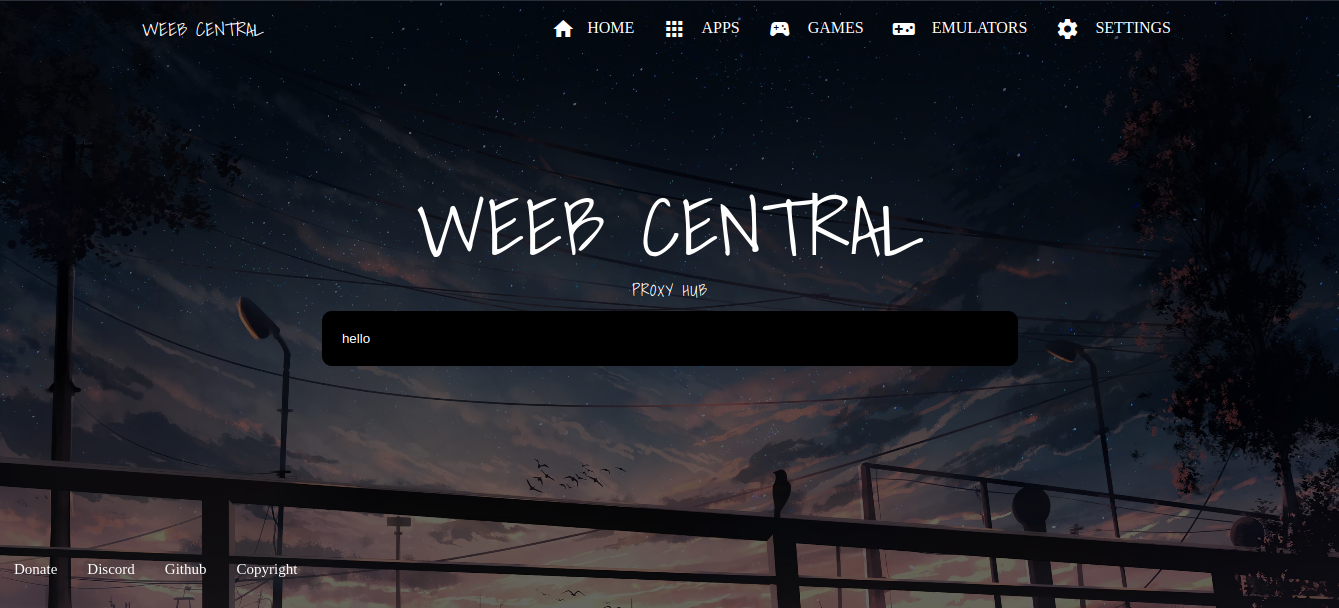 WEEB CENTRAL HOME APPS GAMES EMULATORS SETTINGS
WEEB CENTRAL
PROXY HUB
hello
Donate Discord Github Copyright